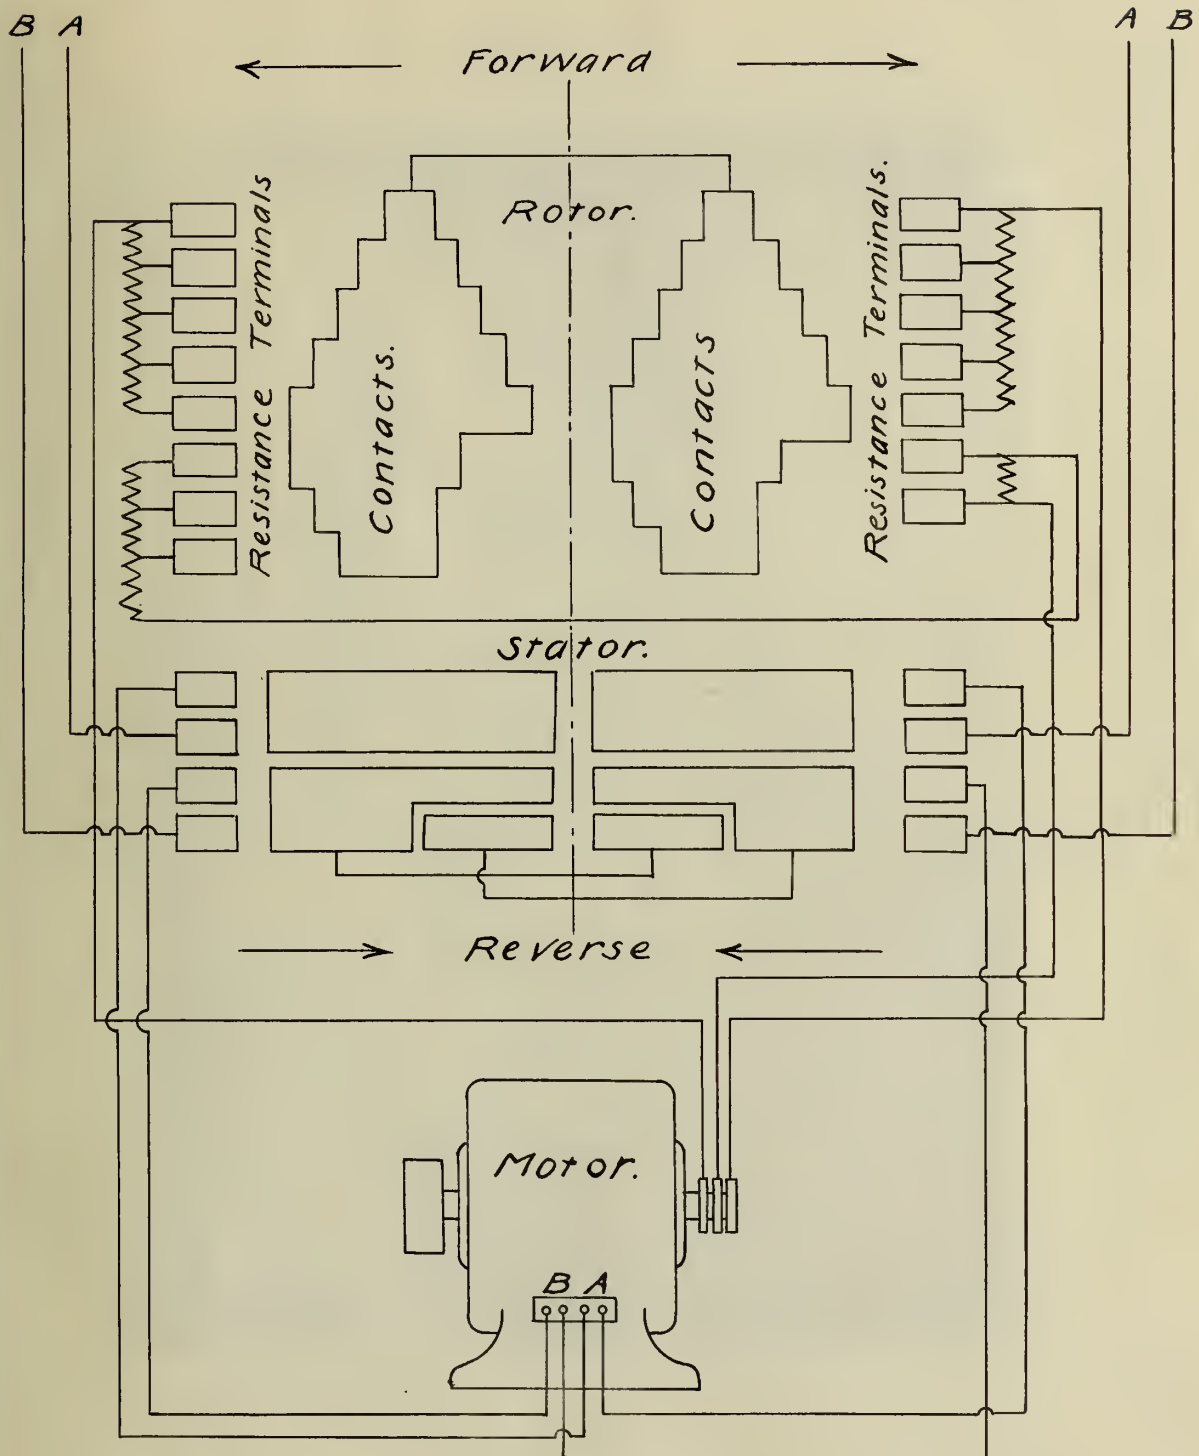 B A
A B
Forward
Rotor.
Resistance Terminals
Contacts.
Contacts
Resistance Terminals.
Stator.
Reverse
Motor.
B A